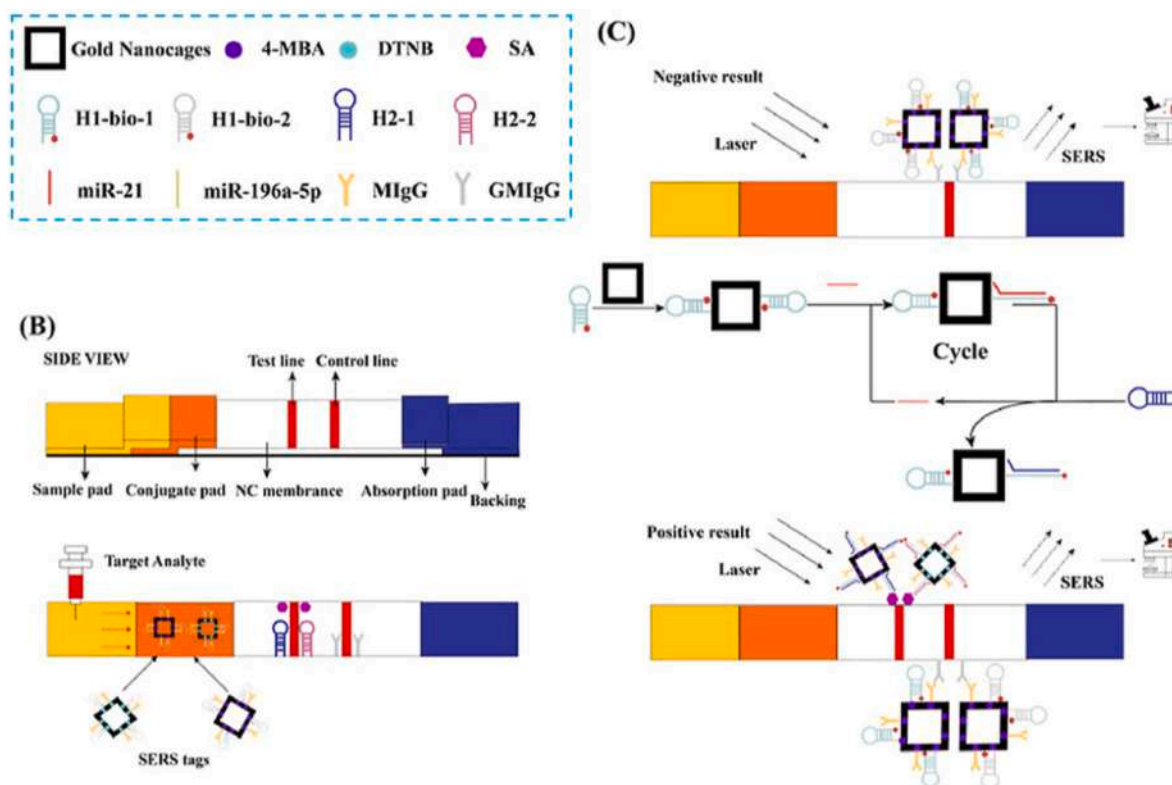 Gold Nanocages 4-MBA DTNB SA
H1-bio-1 H1-bio-2 H2-1 H2-2
miR-21 miR-196a-5p MIgG GMIgG
(B)
SIDE VIEW
Test line Control line
Sample pad Conjugate pad NC membrance Absorption pad Backing
Target Analyte
SERS tags
(C)
Negative result
Laser
SERS
Cycle
Positive result
Laser
SERS